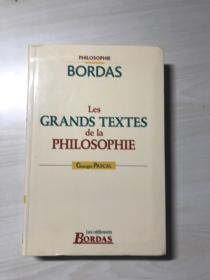 PHILOSOPHIE
BORDAS
Les
GRANDS TEXTES
de la
PHILOSOPHIE
Georges PASCAL
Les référents
BORDAS